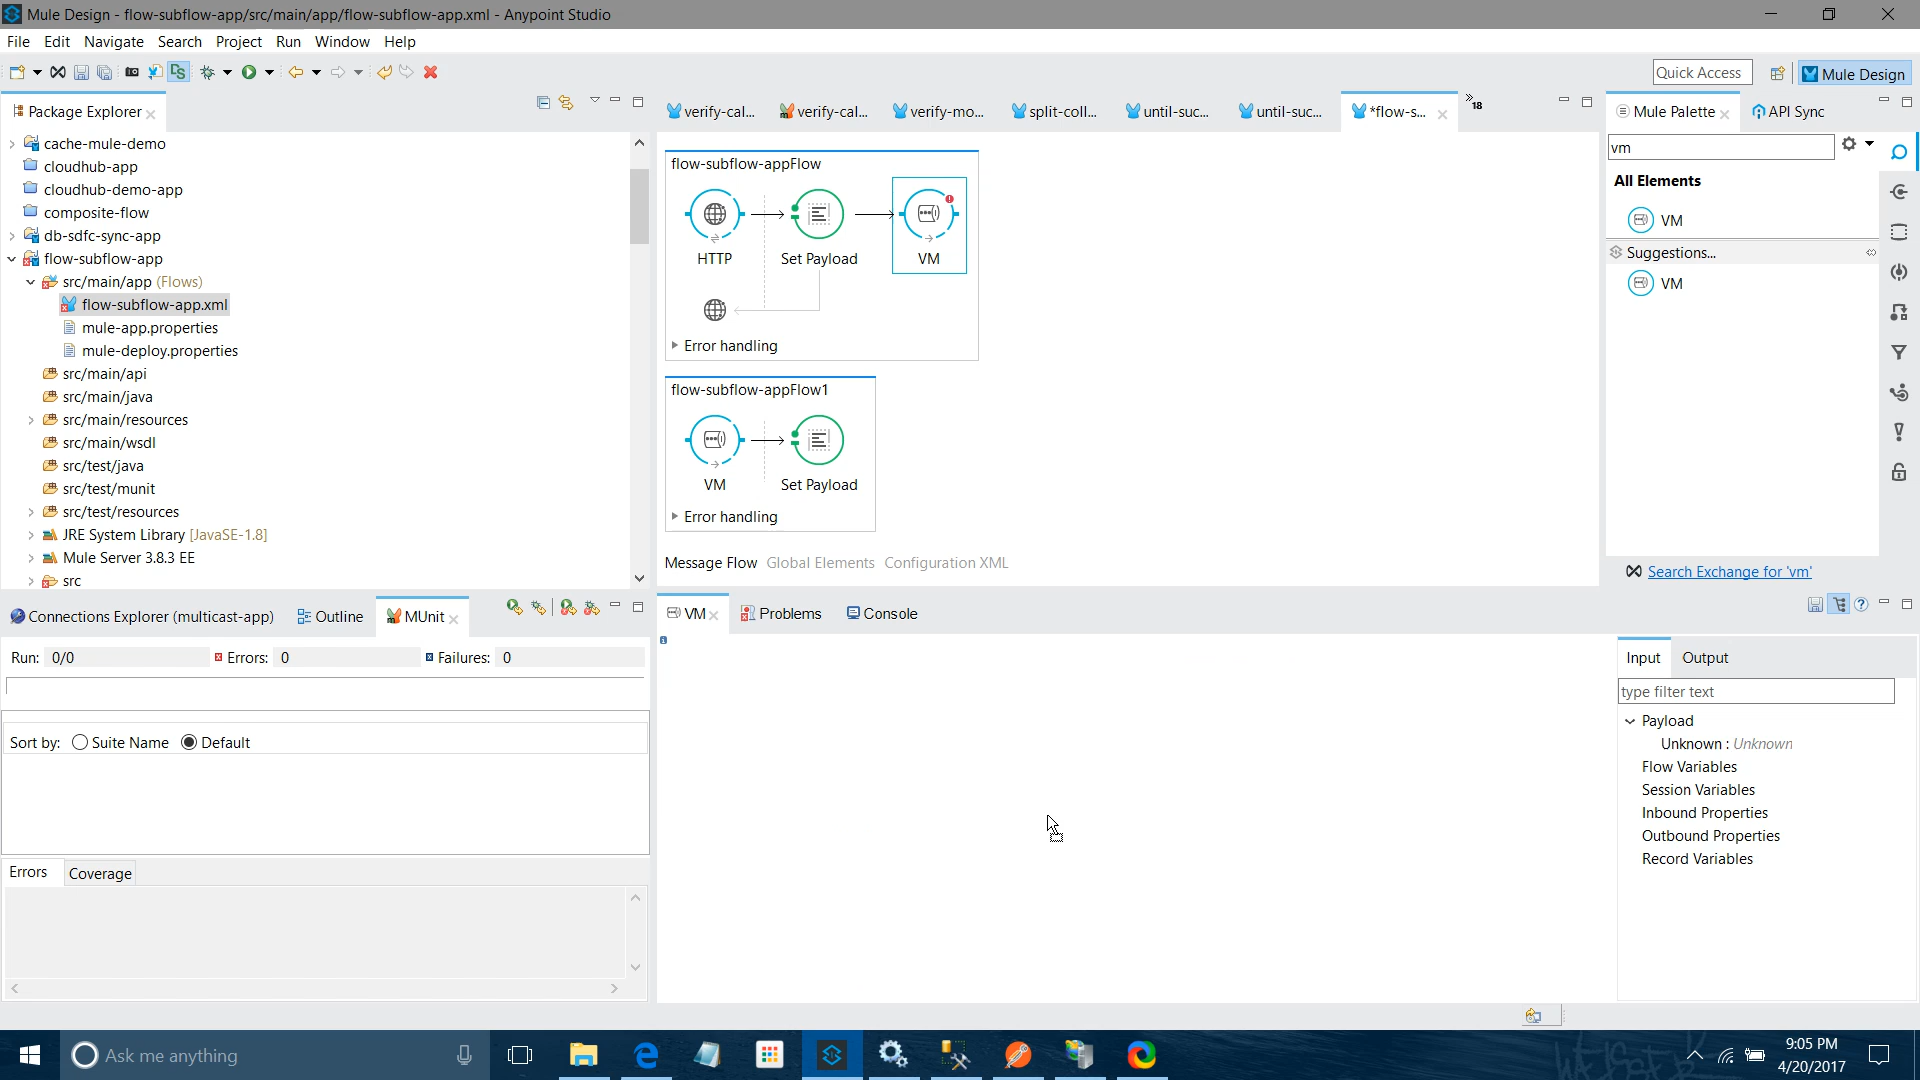 Mule Design - flow-subflow-app/src/main/app/flow-subflow-app.xml - Anypoint Studio
File Edit Navigate Search Project Run Window Help
Quick Access
Mule Design
Package Explorer
cache-mule-demo
cloudhub-app
cloudhub-demo-app
composite-flow
db-sdfc-sync-app
flow-subflow-app
src/main/app (Flows)
flow-subflow-app.xml
mule-app.properties
mule-deploy.properties
src/main/api
src/main/java
src/main/resources
src/main/wsdl
src/test/java
src/test/munit
src/test/resources
JRE System Library [JavaSE-1.8]
Mule Server 3.8.3 EE
src
verify-cal... verify-cal... verify-mo... split-coll... until-suc... until-suc... *flow-s... »18
flow-subflow-appFlow
HTTP Set Payload VM
Error handling
flow-subflow-appFlow1
VM Set Payload
Error handling
Message Flow Global Elements Configuration XML
Mule Palette API Sync
vm
All Elements
VM
Suggestions...
VM
Search Exchange for 'vm'
Connections Explorer (multicast-app) Outline MUnit
Run: 0/0 Errors: 0 Failures: 0
Sort by: Suite Name Default
Errors Coverage
VM Problems Console
Input Output
type filter text
Payload
Unknown : Unknown
Flow Variables
Session Variables
Inbound Properties
Outbound Properties
Record Variables
Ask me anything
9:05 PM
4/20/2017